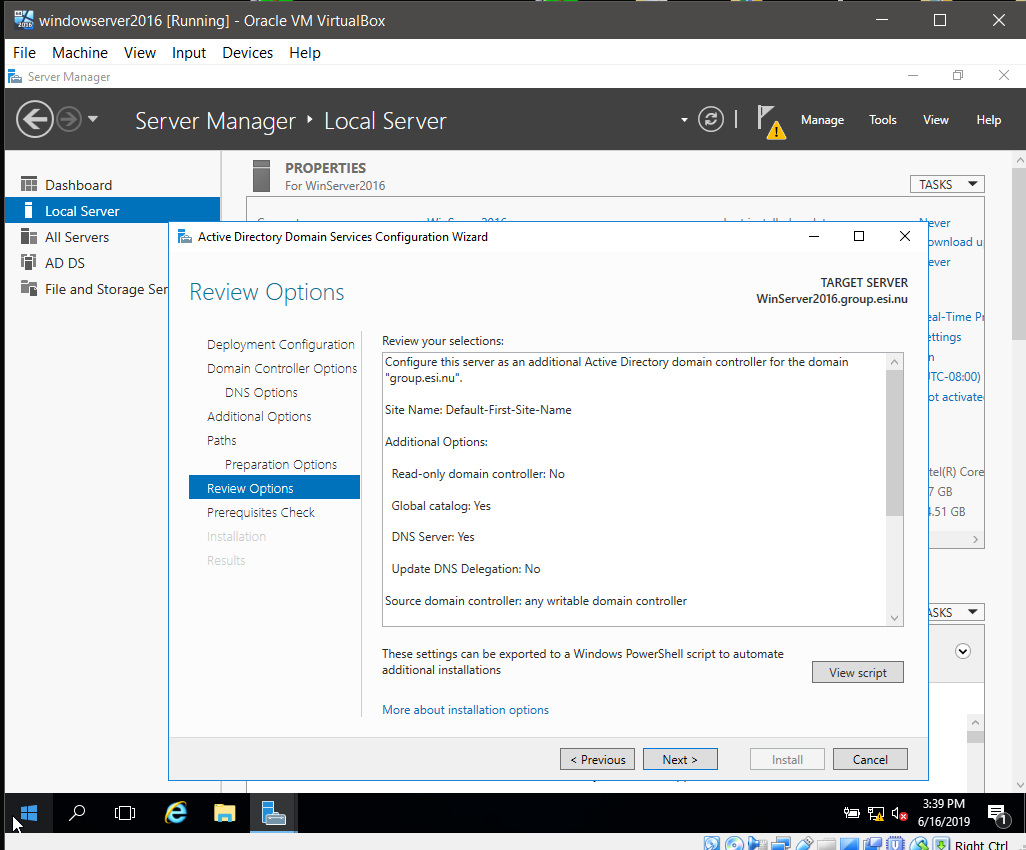 windowserver2016 [Running] - Oracle VM VirtualBox
File Machine View Input Devices Help
Server Manager
Server Manager Local Server
Manage Tools View Help
Dashboard
Local Server
All Servers
AD DS
File and Storage Ser
PROPERTIES
For WinServer2016
TASKS
WinServer2016
Never
ownload u
ever
eal-Time Pr
ettings
UTC-08:00)
ot activate
tel(R) Core
7 GB
4.51 GB
ASKS
Active Directory Domain Services Configuration Wizard
Review Options
TARGET SERVER
WinServer2016.group.esi.nu
Deployment Configuration
Domain Controller Options
DNS Options
Additional Options
Paths
Preparation Options
Review Options
Prerequisites Check
Installation
Results
Review your selections:
Configure this server as an additional Active Directory domain controller for the domain
"group.esi.nu".
Site Name: Default-First-Site-Name
Additional Options:
Read-only domain controller: No
Global catalog: Yes
DNS Server: Yes
Update DNS Delegation: No
Source domain controller: any writable domain controller
These settings can be exported to a Windows PowerShell script to automate
additional installations
View script
More about installation options
< Previous Next > Install Cancel
3:39 PM
6/16/2019
1
Right Ctrl